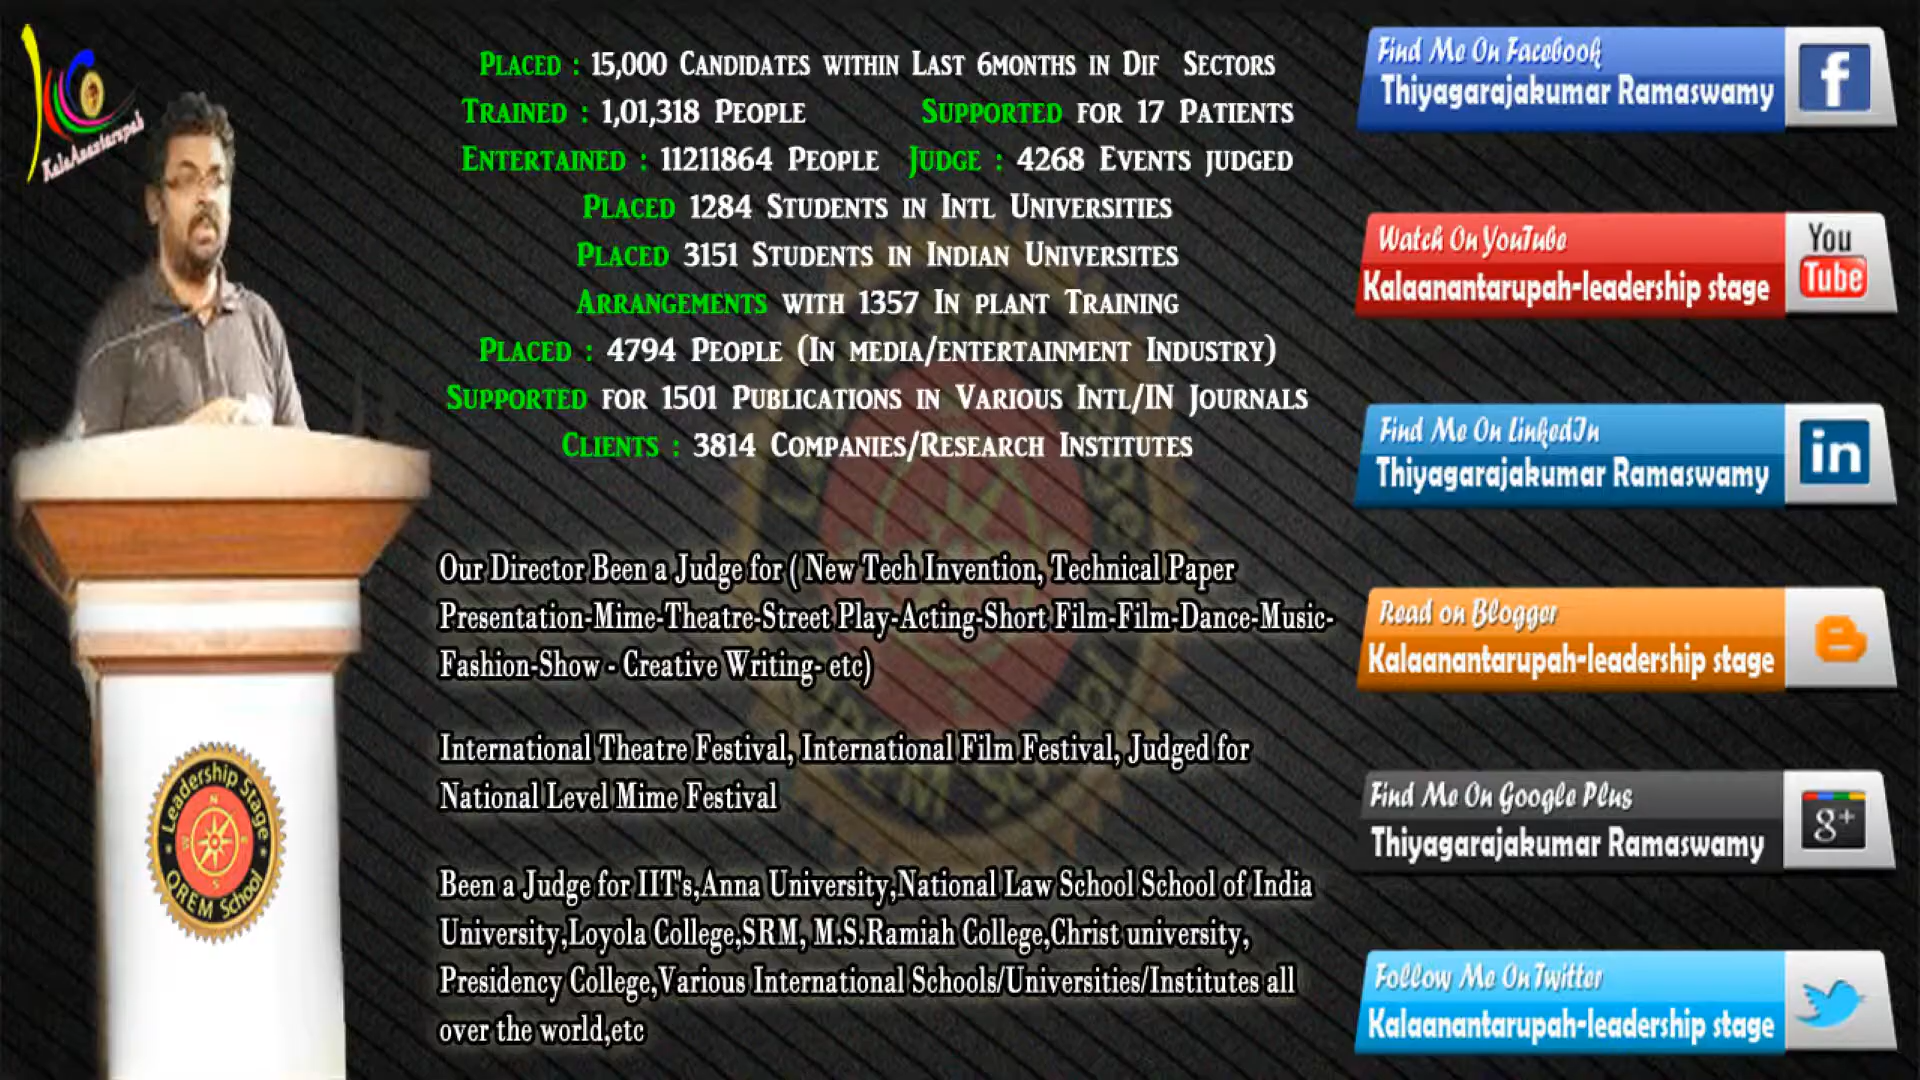 KalaAnantarupah
Placed : 15,000 Candidates within Last 6months in Dif Sectors
Trained : 1,01,318 People Supported for 17 Patients
Entertained : 11211864 People Judge : 4268 Events judged
Placed 1284 Students in Intl Universities
Placed 3151 Students in Indian Universites
Arrangements with 1357 In plant Training
Placed : 4794 People (In media/entertainment Industry)
Supported for 1501 Publications in Various Intl/IN Journals
Clients : 3814 Companies/Research Institutes
Our Director Been a Judge for ( New Tech Invention, Technical Paper
Presentation-Mime-Theatre-Street Play-Acting-Short Film-Film-Dance-Music-
Fashion-Show - Creative Writing- etc)
International Theatre Festival, International Film Festival, Judged for
National Level Mime Festival
Been a Judge for IIT's,Anna University,National Law School School of India
University,Loyola College,SRM, M.S.Ramiah College,Christ university,
Presidency College,Various International Schools/Universities/Institutes all
over the world,etc
Leadership Stage
N
W
S
QREM School
Find Me On Facebook
Thiyagarajakumar Ramaswamy
f
Watch On YouTube
Kalaanantarupah-leadership stage
You
Tube
Find Me On LinkedIn
Thiyagarajakumar Ramaswamy
in
Read on Blogger
Kalaanantarupah-leadership stage
Find Me On Google Plus
Thiyagarajakumar Ramaswamy
g+
Follow Me On Twitter
Kalaanantarupah-leadership stage